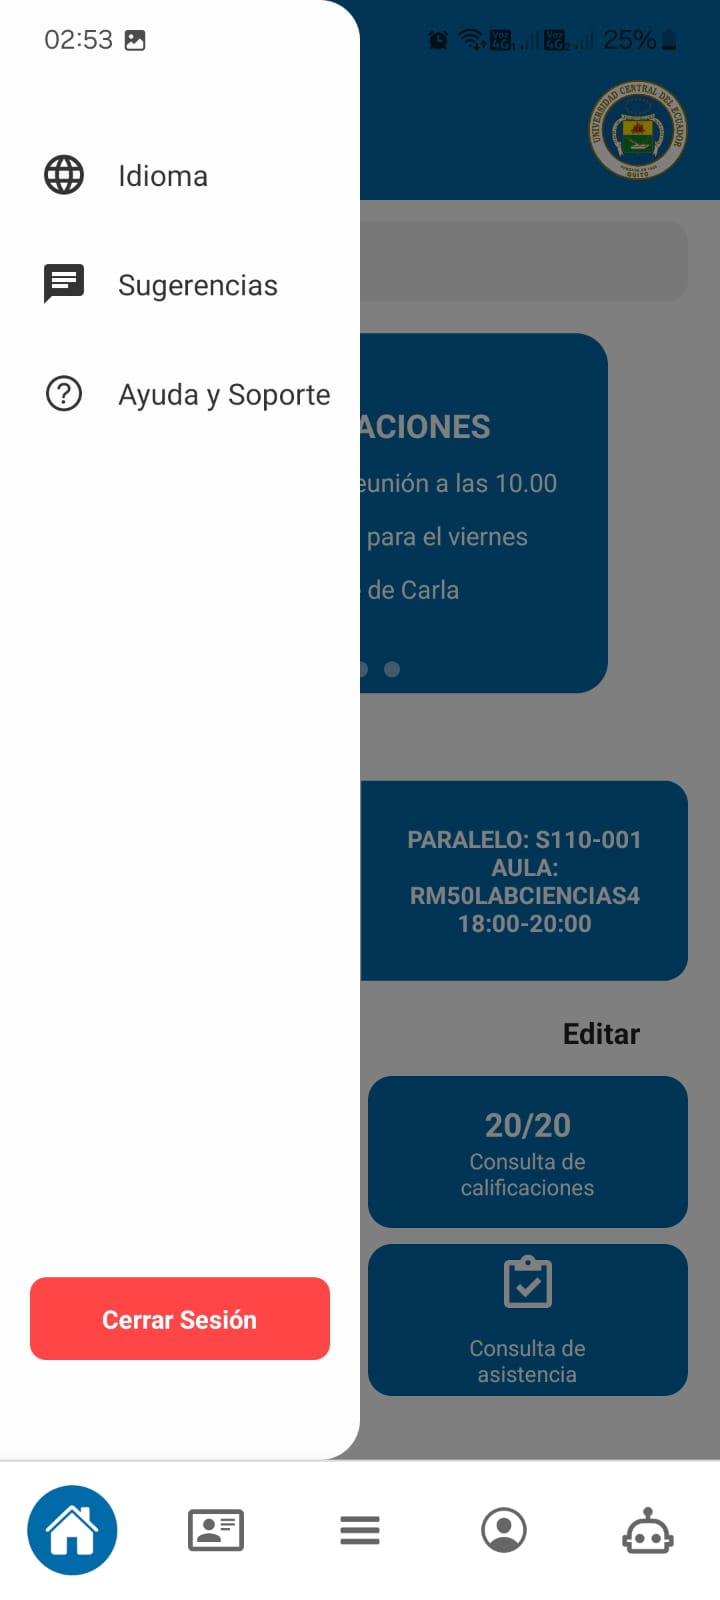 02:53
25%
UNIVERSIDAD CENTRAL DEL ECUADOR
QUITO
Idioma
Sugerencias
Ayuda y Soporte
ACIONES
eunión a las 10.00
para el viernes
de Carla
PARALELO: S110-001
AULA:
RM50LABCIENCIAS4
18:00-20:00
Editar
20/20
Consulta de
calificaciones
Consulta de
asistencia
Cerrar Sesión